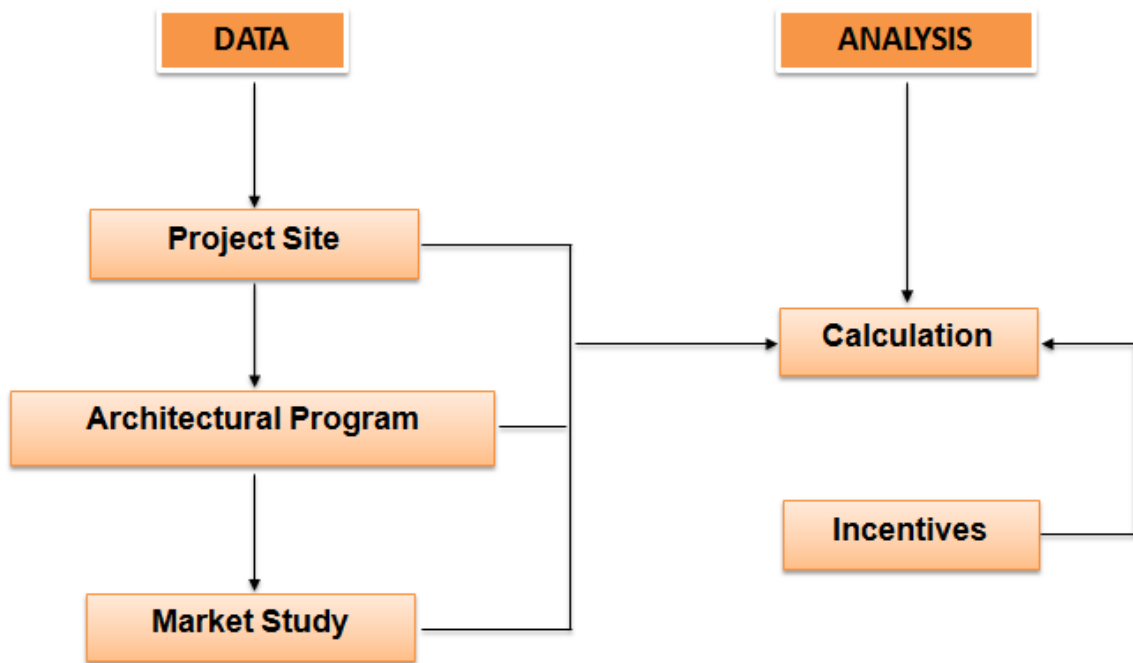 DATA
ANALYSIS
Project Site
Calculation
Architectural Program
Incentives
Market Study